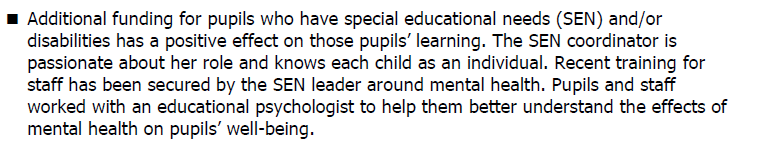 ■ Additional funding for pupils who have special educational needs (SEN) and/or
disabilities has a positive effect on those pupils’ learning. The SEN coordinator is
passionate about her role and knows each child as an individual. Recent training for
staff has been secured by the SEN leader around mental health. Pupils and staff
worked with an educational psychologist to help them better understand the effects of
mental health on pupils’ well-being.